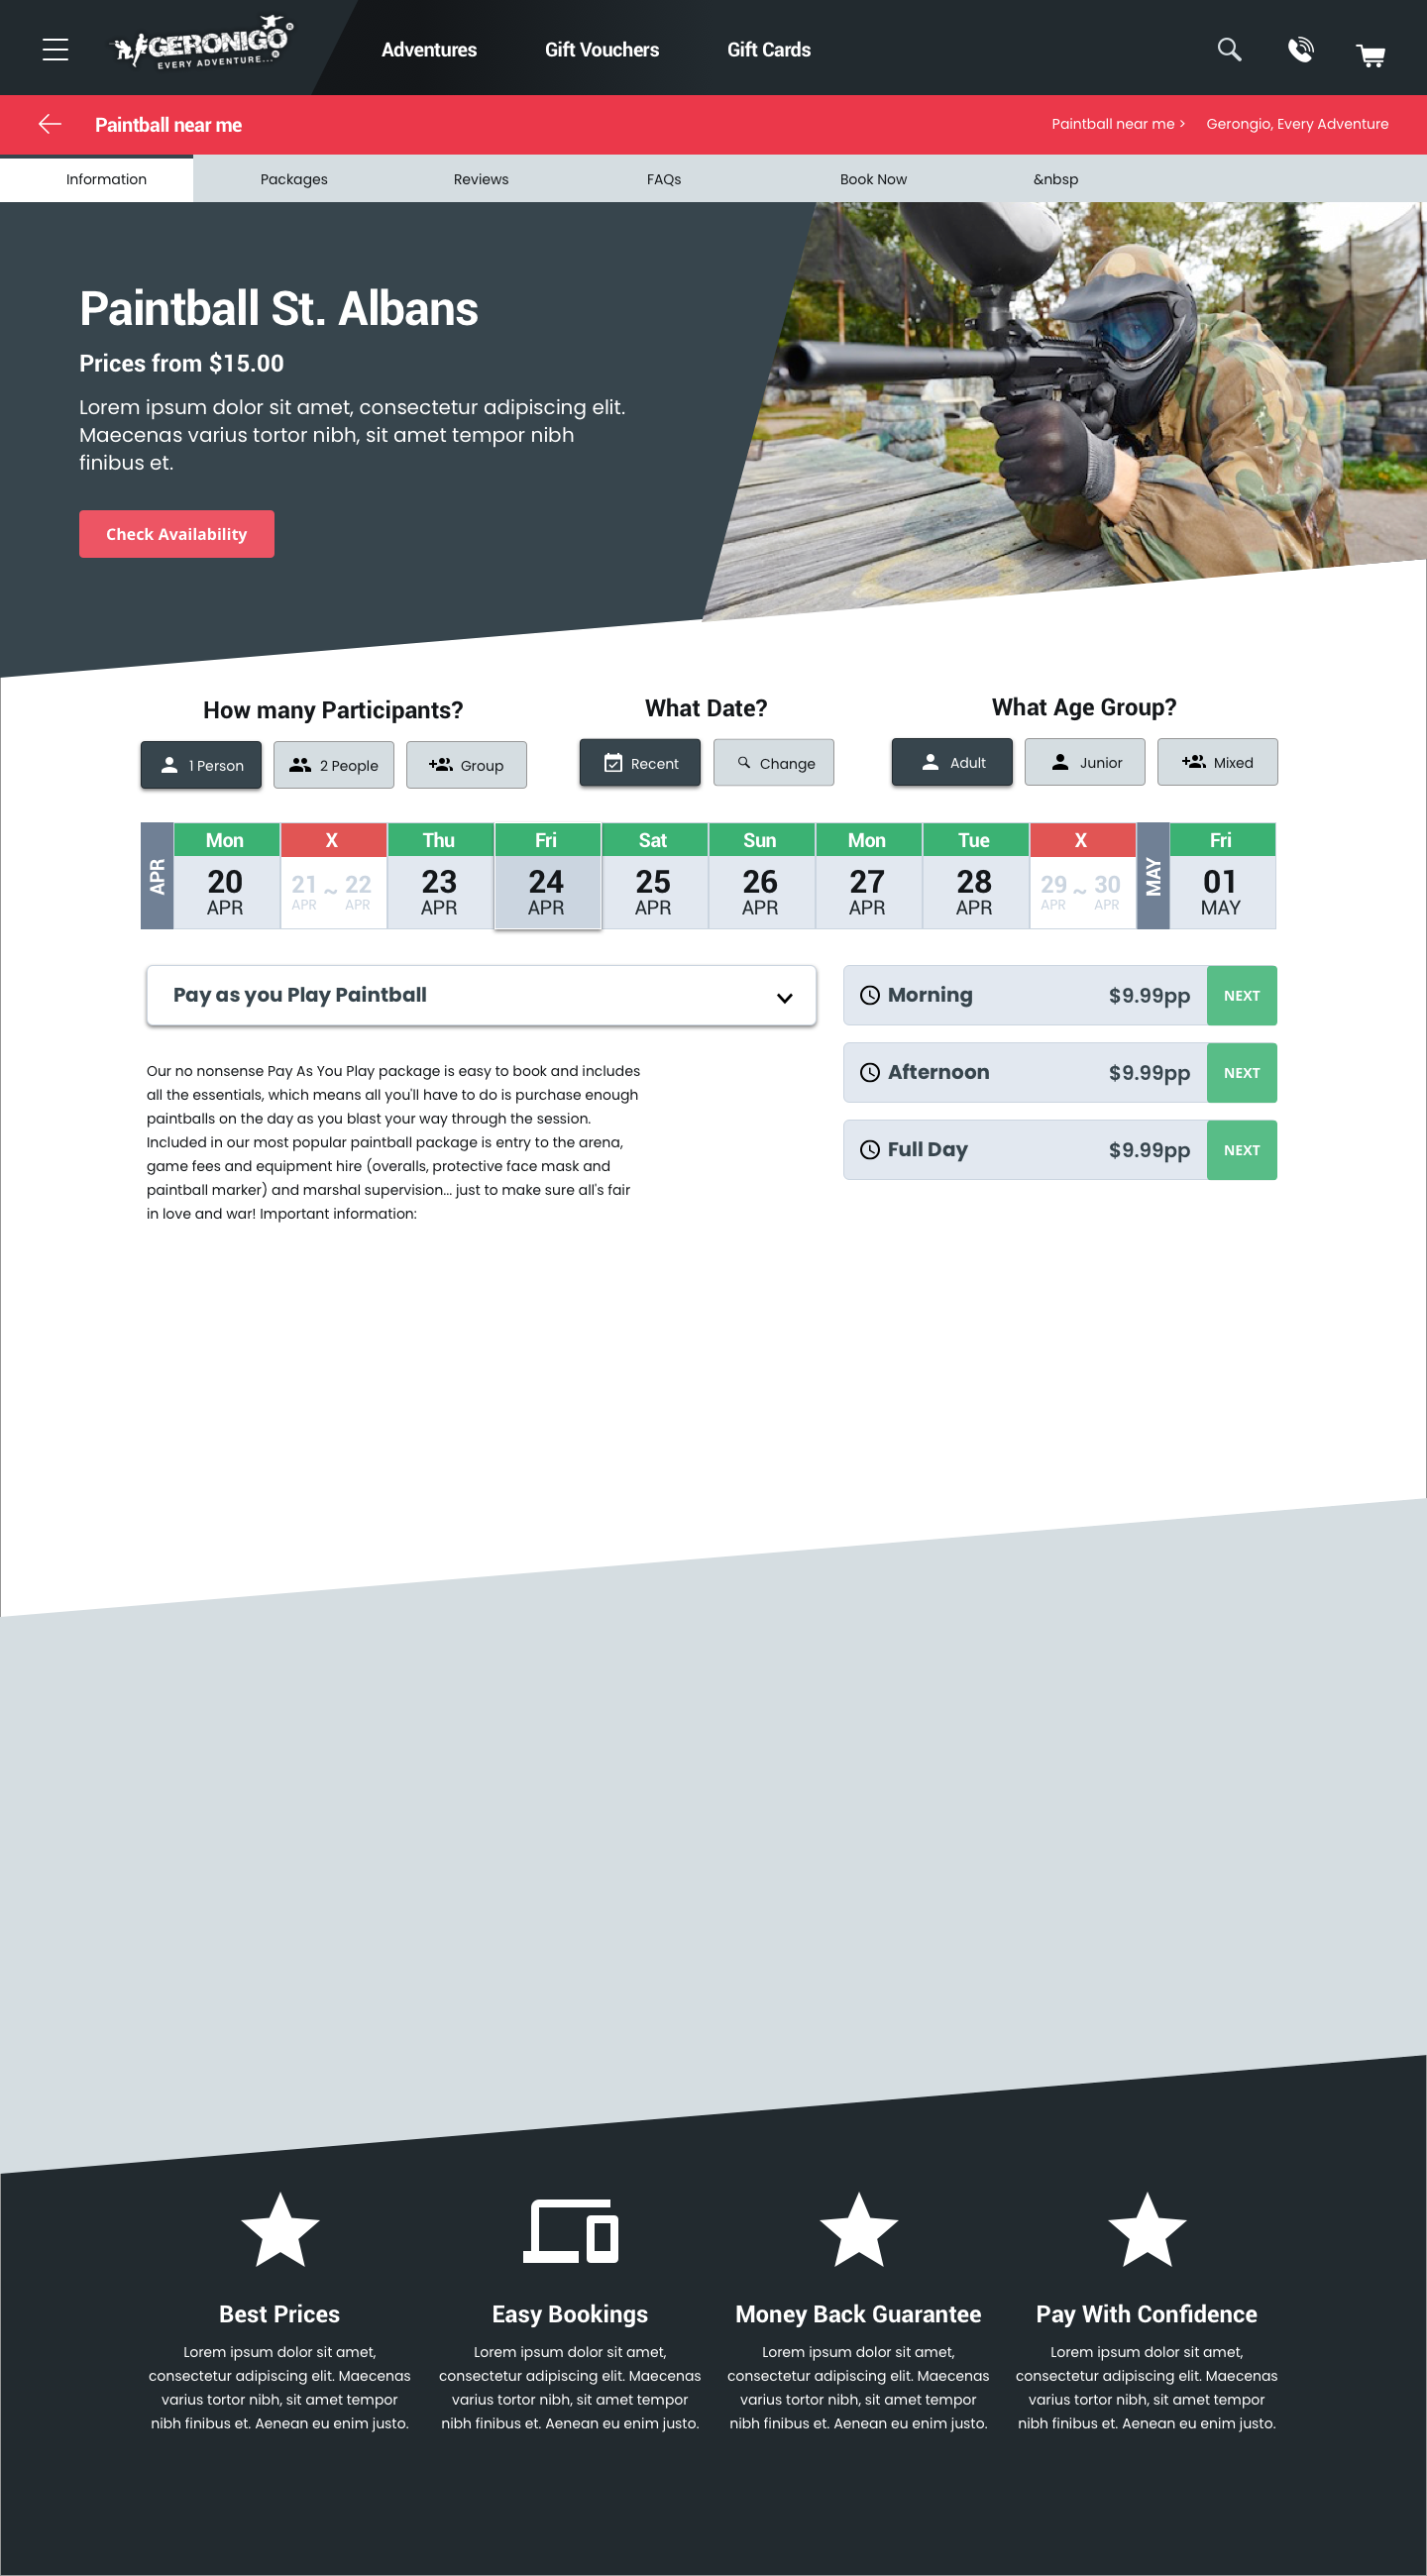 GERONIGO
EVERY ADVENTURE...
Adventures
Gift Vouchers
Gift Cards
Paintball near me
Paintball near me >
Gerongio, Every Adventure
Information
Packages
Reviews
FAQs
Book Now
&nbsp
Paintball St. Albans
Prices from $15.00
Lorem ipsum dolor sit amet, consectetur adipiscing elit.
Maecenas varius tortor nibh, sit amet tempor nibh
finibus et.
Check Availability
How many Participants?
1 Person
2 People
Group
What Date?
Recent
Change
What Age Group?
Adult
Junior
Mixed
APR
Mon
20
APR
X
21 ~ 22
APR APR
Thu
23
APR
Fri
24
APR
Sat
25
APR
Sun
26
APR
Mon
27
APR
Tue
28
APR
X
29 ~ 30
APR APR
MAY
Fri
01
MAY
Pay as you Play Paintball
Our no nonsense Pay As You Play package is easy to book and includes
all the essentials, which means all you'll have to do is purchase enough
paintballs on the day as you blast your way through the session.
Included in our most popular paintball package is entry to the arena,
game fees and equipment hire (overalls, protective face mask and
paintball marker) and marshal supervision... just to make sure all's fair
in love and war! Important information:
Morning $9.99pp NEXT
Afternoon $9.99pp NEXT
Full Day $9.99pp NEXT
Best Prices
Lorem ipsum dolor sit amet,
consectetur adipiscing elit. Maecenas
varius tortor nibh, sit amet tempor
nibh finibus et. Aenean eu enim justo.
Easy Bookings
Lorem ipsum dolor sit amet,
consectetur adipiscing elit. Maecenas
varius tortor nibh, sit amet tempor
nibh finibus et. Aenean eu enim justo.
Money Back Guarantee
Lorem ipsum dolor sit amet,
consectetur adipiscing elit. Maecenas
varius tortor nibh, sit amet tempor
nibh finibus et. Aenean eu enim justo.
Pay With Confidence
Lorem ipsum dolor sit amet,
consectetur adipiscing elit. Maecenas
varius tortor nibh, sit amet tempor
nibh finibus et. Aenean eu enim justo.